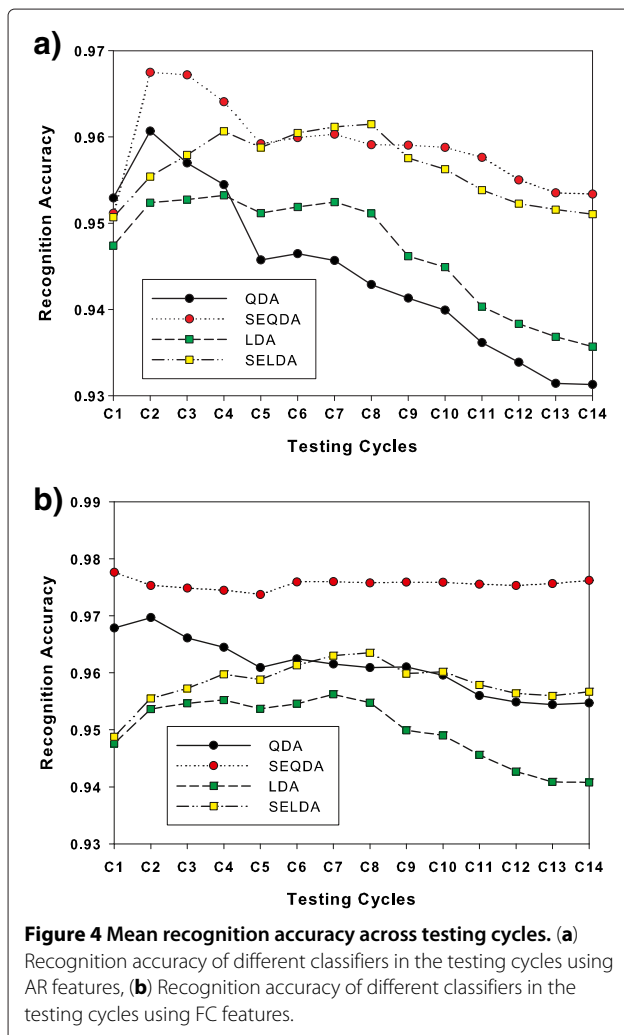 a)
0.97
0.96
0.95
0.94
0.93
Recognition Accuracy
QDA
SEQDA
LDA
SELDA
C1 C2 C3 C4 C5 C6 C7 C8 C9 C10 C11 C12 C13 C14
Testing Cycles
b)
0.99
0.98
0.97
0.96
0.95
0.94
0.93
Recognition Accuracy
QDA
SEQDA
LDA
SELDA
C1 C2 C3 C4 C5 C6 C7 C8 C9 C10 C11 C12 C13 C14
Testing Cycles
Figure 4 Mean recognition accuracy across testing cycles. (a)
Recognition accuracy of different classifiers in the testing cycles using
AR features, (b) Recognition accuracy of different classifiers in the
testing cycles using FC features.